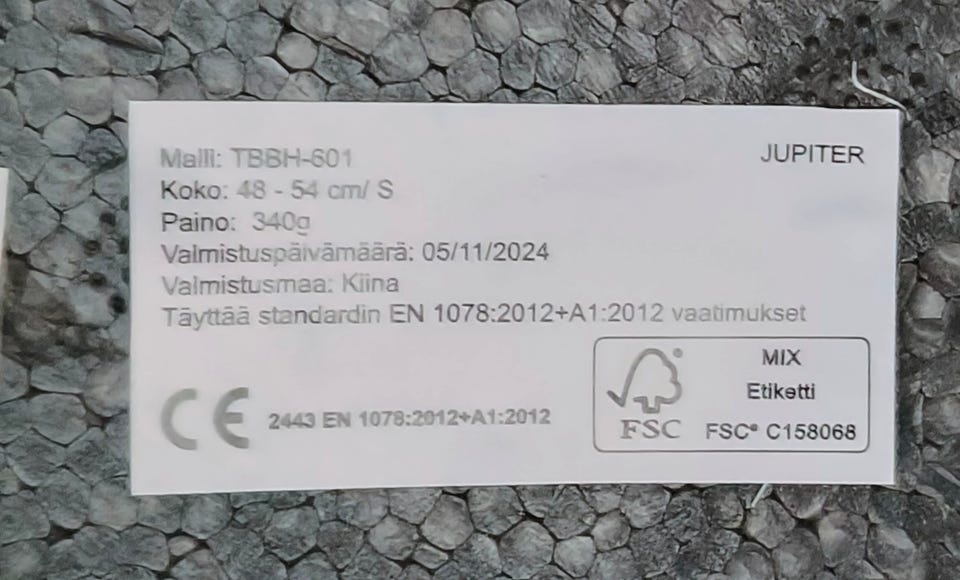 Malli: TBBH-601
JUPITER
Koko: 48 - 54 cm/ S
Paino: 340g
Valmistuspäivämäärä: 05/11/2024
Valmistusmaa: Kiina
Täyttää standardin EN 1078:2012+A1:2012 vaatimukset
MIX
Etiketti
FSC
FSC® C158068
CE 2443 EN 1078:2012+A1:2012